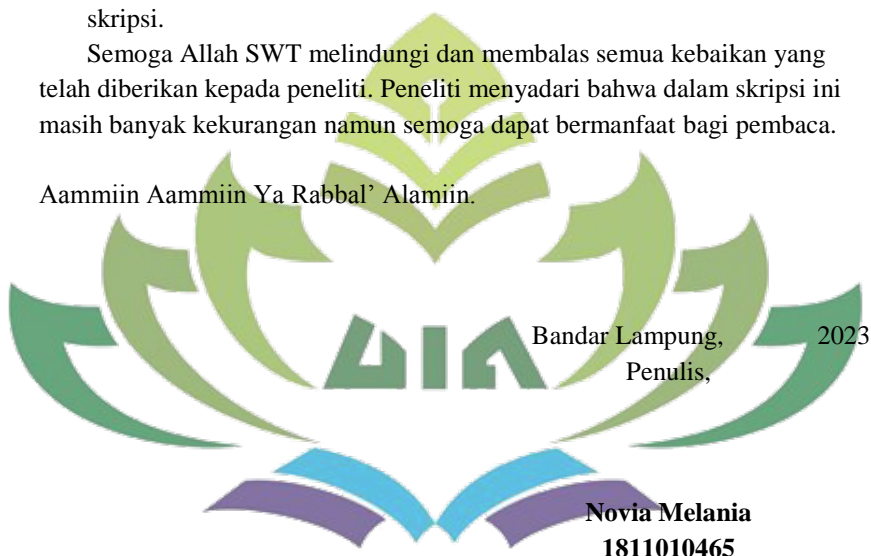 skripsi.
Semoga Allah SWT melindungi dan membalas semua kebaikan yang
telah diberikan kepada peneliti. Peneliti menyadari bahwa dalam skripsi ini
masih banyak kekurangan namun semoga dapat bermanfaat bagi pembaca.
Aammiin Aammiin Ya Rabbal’ Alamiin.
UIN
Bandar Lampung, 2023
Penulis,
Novia Melania
1811010465